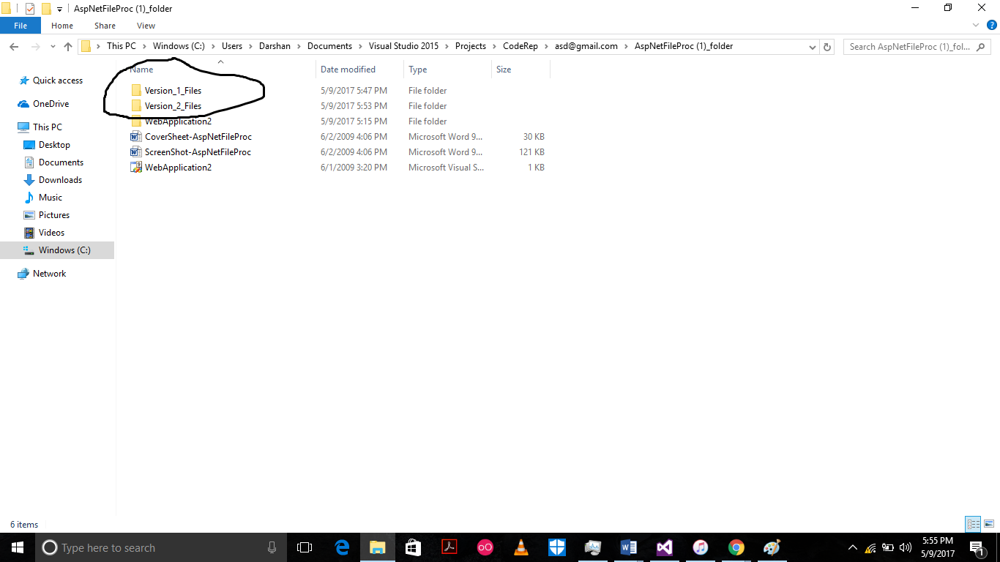 AspNetFileProc (1)_folder
File Home Share View
This PC Windows (C:) Users Darshan Documents Visual Studio 2015 Projects CodeRep asd@gmail.com AspNetFileProc (1)_folder Search AspNetFileProc (1)_fol...
Name Date modified Type Size
Quick access
OneDrive
This PC
Desktop
Documents
Downloads
Music
Pictures
Videos
Windows (C:)
Network
Version_1_Files 5/9/2017 5:47 PM File folder
Version_2_Files 5/9/2017 5:53 PM File folder
WebApplication2 5/9/2017 5:15 PM File folder
CoverSheet-AspNetFileProc 6/2/2009 4:06 PM Microsoft Word 9... 30 KB
ScreenShot-AspNetFileProc 6/2/2009 4:06 PM Microsoft Word 9... 121 KB
WebApplication2 6/1/2009 3:20 PM Microsoft Visual S... 1 KB
6 items
Type here to search
5:55 PM
5/9/2017
1